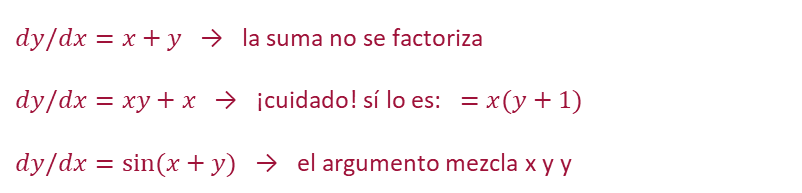 dy/dx = x + y → la suma no se factoriza
dy/dx = xy + x → ¡cuidado! sí lo es: = x(y + 1)
dy/dx = sin(x + y) → el argumento mezcla x y y